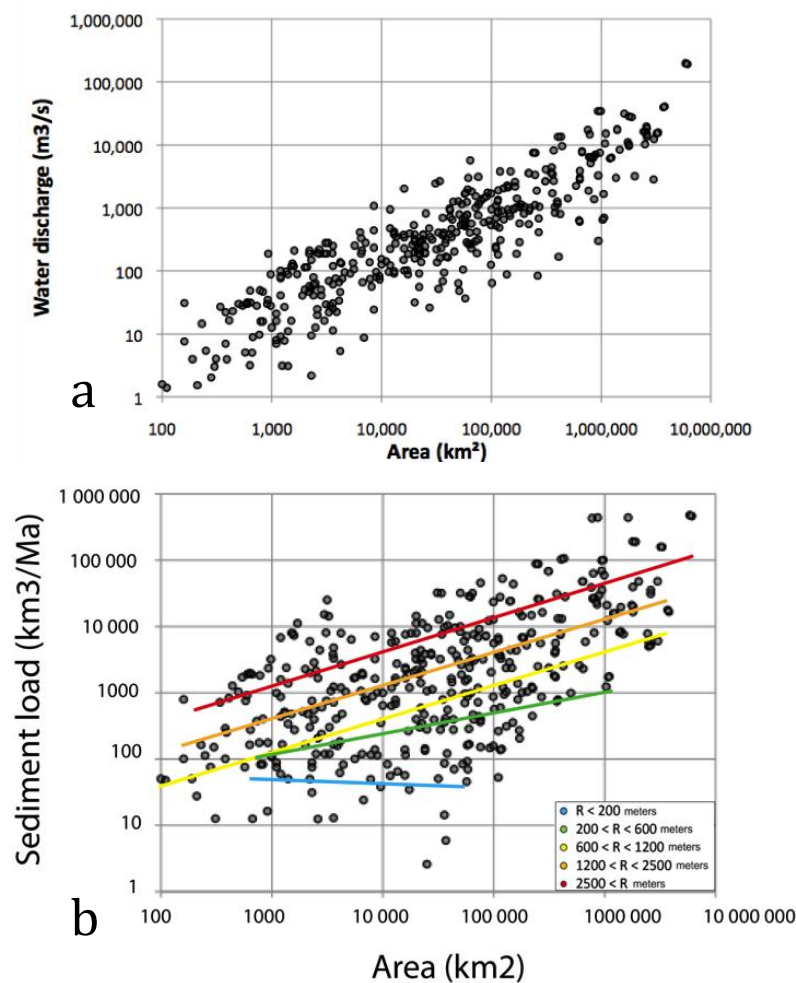 1,000,000
100,000
10,000
1,000
100
10
1
Water discharge (m3/s)
a
100 1,000 10,000 100,000 1,000,000 10,000,000
Area (km²)
1 000 000
100 000
10 000
1000
100
10
1
Sediment load (km3/Ma)
R < 200 meters
200 < R < 600 meters
600 < R < 1200 meters
1200 < R < 2500 meters
2500 < R meters
b
100 1000 10 000 100 000 1000 000 10 000 000
Area (km2)